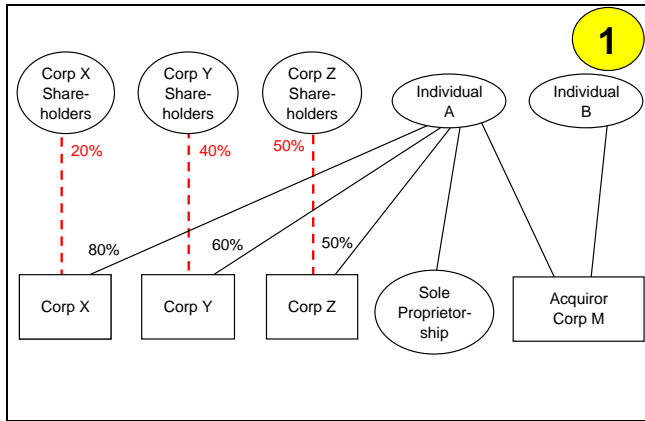 1
Corp X
Share-
holders
Corp Y
Share-
holders
Corp Z
Share-
holders
Individual
A
Individual
B
20%
40%
50%
80%
60%
50%
Corp X
Corp Y
Corp Z
Sole
Proprietor-
ship
Acquiror
Corp M